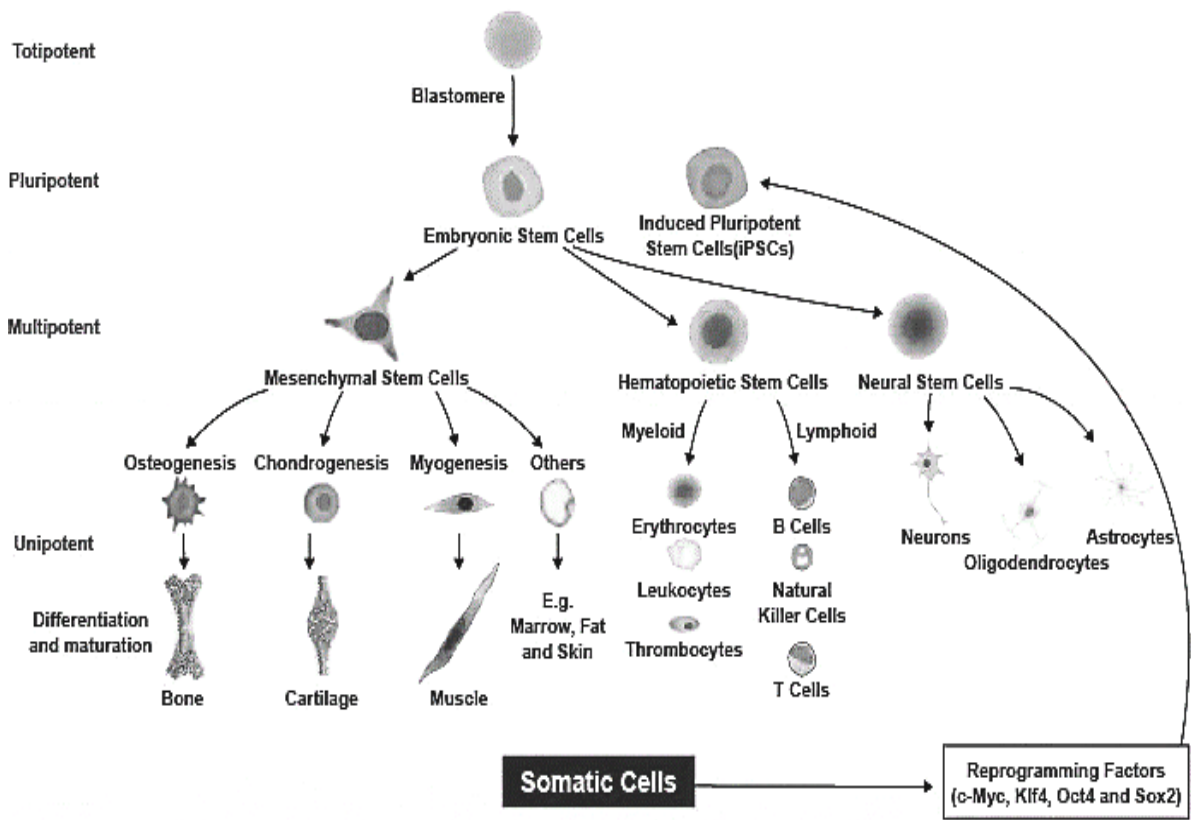 Totipotent
Blastomere
Pluripotent
Embryonic Stem Cells
Induced Pluripotent
Stem Cells(iPSCs)
Multipotent
Mesenchymal Stem Cells
Hematopoietic Stem Cells
Neural Stem Cells
Myeloid
Lymphoid
Osteogenesis
Chondrogenesis
Myogenesis
Others
Unipotent
Erythrocytes
B Cells
Neurons
Oligodendrocytes
Astrocytes
Leukocytes
Natural
Killer Cells
Thrombocytes
T Cells
Differentiation
and maturation
E.g.
Marrow, Fat
and Skin
Bone
Cartilage
Muscle
Somatic Cells
Reprogramming Factors
(c-Myc, Klf4, Oct4 and Sox2)